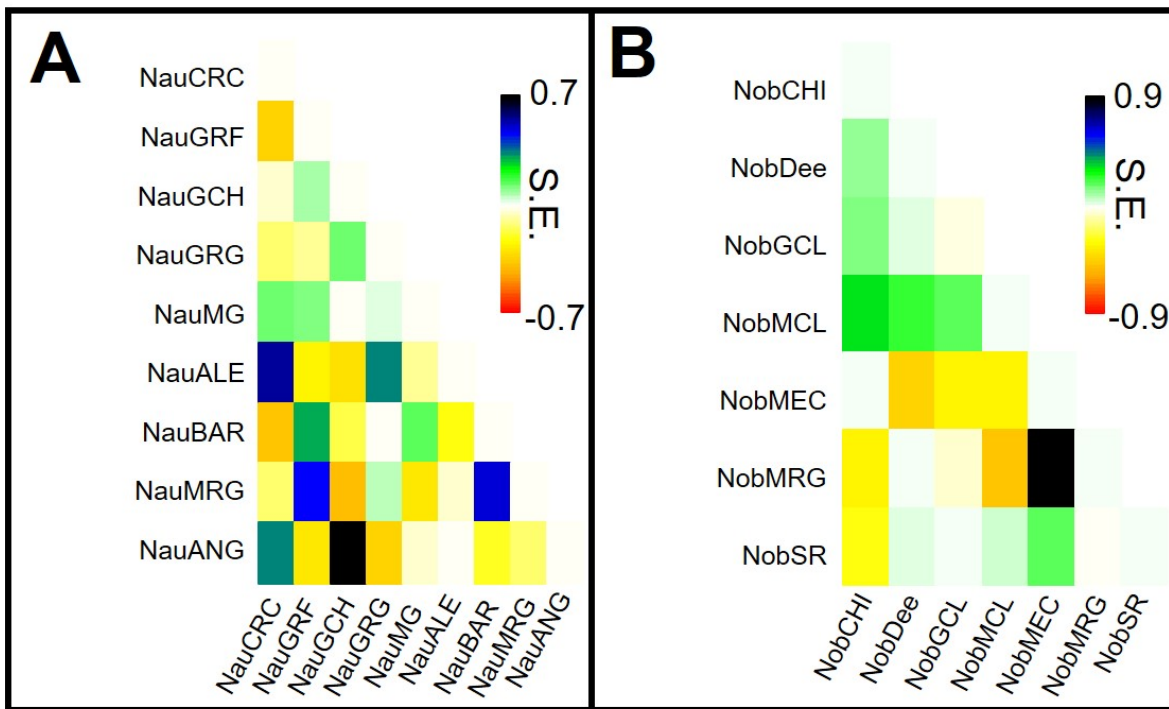 A
NauCRC
NauGRF
NauGCH
NauGRG
NauMG
NauALE
NauBAR
NauMRG
NauANG
0.7
S.E.
-0.7
NauCRC
NauGRF
NauGCH
NauGRG
NauMG
NauALE
NauBAR
NauMRG
NauANG
B
NobCHI
NobDee
NobGCL
NobMCL
NobMEC
NobMRG
NobSR
0.9
S.E.
-0.9
NobCHI
NobDee
NobGCL
NobMCL
NobMEC
NobMRG
NobSR